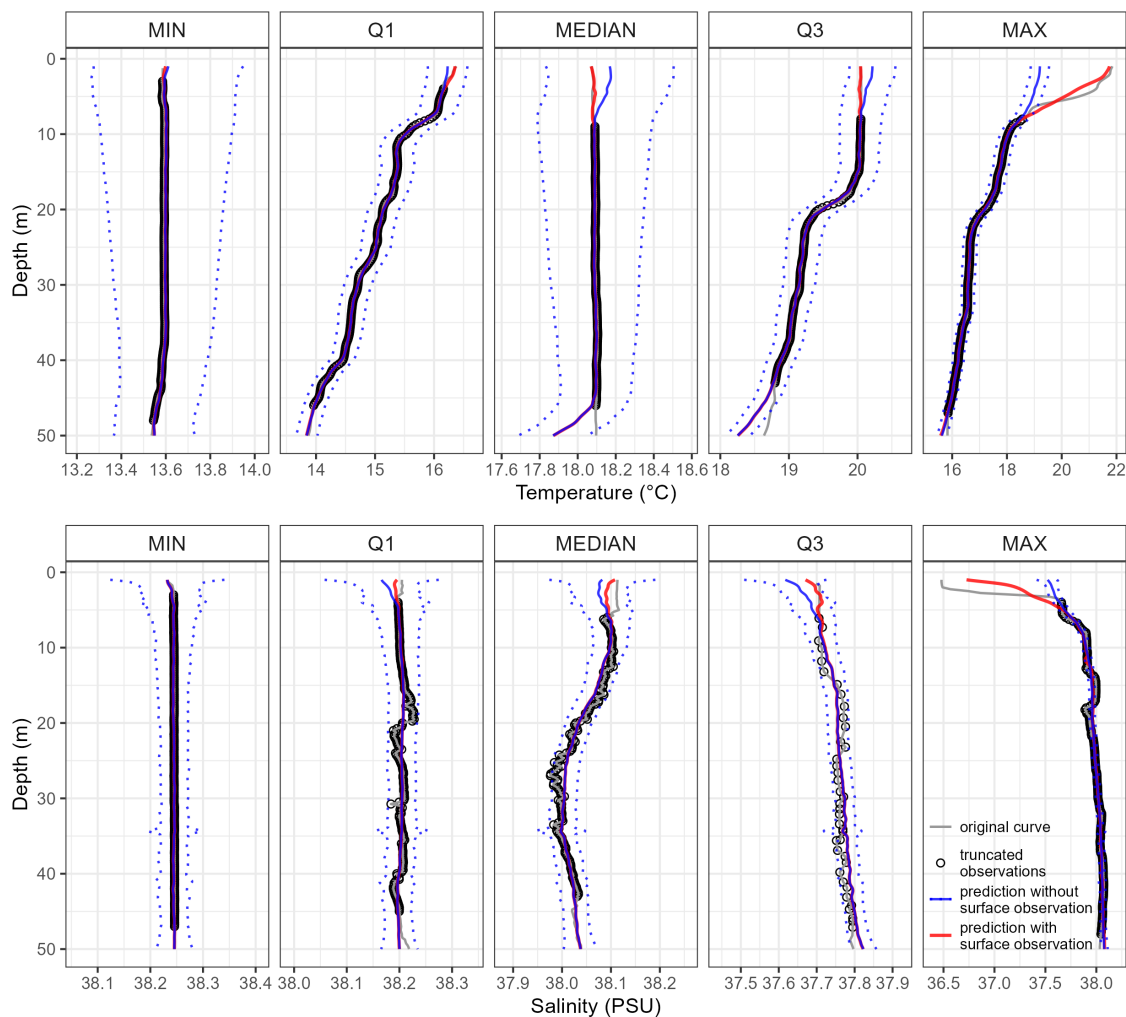 MIN Q1 MEDIAN Q3 MAX
0
10
20
30
40
50
Depth (m)
13.2 13.4 13.6 13.8 14.0 14 15 16 17.6 17.8 18.0 18.2 18.4 18.6 18 19 20 16 18 20 22
Temperature (°C)
MIN Q1 MEDIAN Q3 MAX
0
10
20
30
40
50
Depth (m)
original curve
truncated
observations
prediction without
surface observation
prediction with
surface observation
38.1 38.2 38.3 38.4 38.0 38.1 38.2 38.3 37.9 38.0 38.1 38.2 37.5 37.6 37.7 37.8 37.9 36.5 37.0 37.5 38.0
Salinity (PSU)